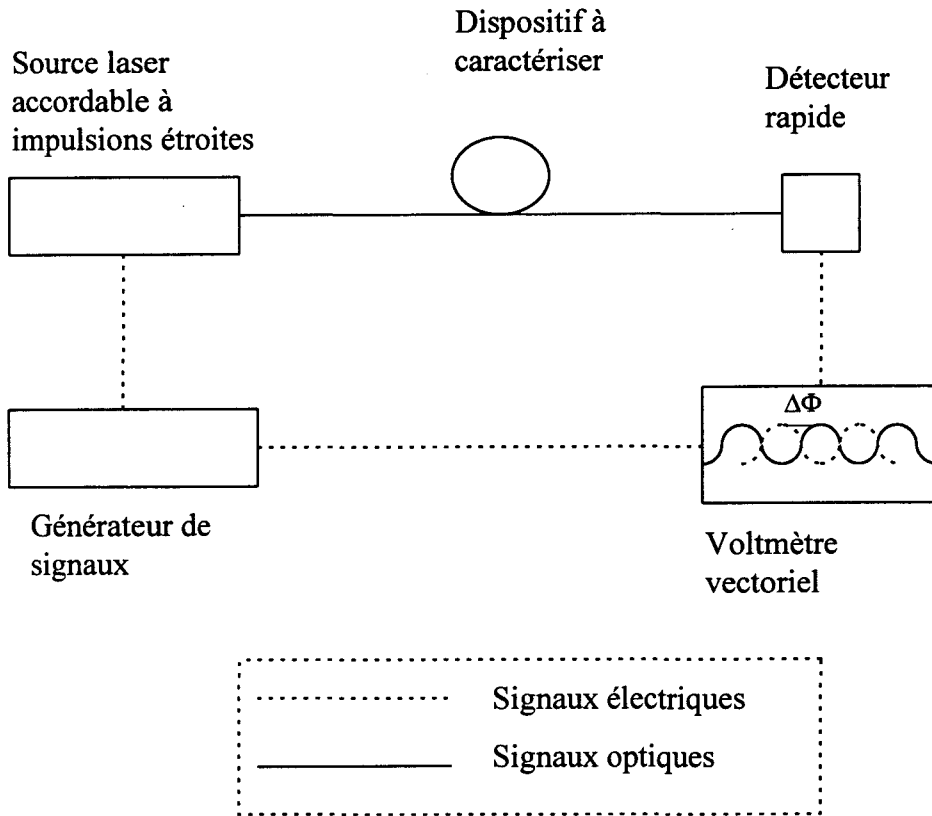 Dispositif à
caractériser
Source laser
accordable à
impulsions étroites
Détecteur
rapide
ΔΦ
Générateur de
signaux
Voltmètre
vectoriel
Signaux électriques
Signaux optiques